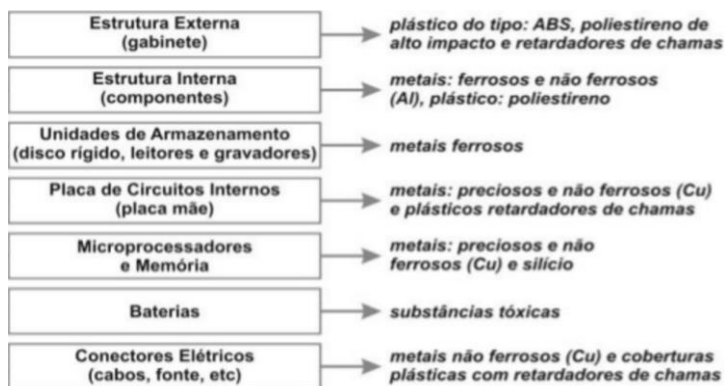 Estrutura Externa
(gabinete)
plástico do tipo: ABS, poliestireno de
alto impacto e retardadores de chamas
Estrutura Interna
(componentes)
metais: ferrosos e não ferrosos
(Al), plástico: poliestireno
Unidades de Armazenamento
(disco rígido, leitores e gravadores)
metais ferrosos
Placa de Circuitos Internos
(placa mãe)
metais: preciosos e não ferrosos (Cu)
e plásticos retardadores de chamas
Microprocessadores
e Memória
metais: preciosos e não
ferrosos (Cu) e silício
Baterias
substâncias tóxicas
Conectores Elétricos
(cabos, fonte, etc)
metais não ferrosos (Cu) e coberturas
plásticas com retardadores de chamas